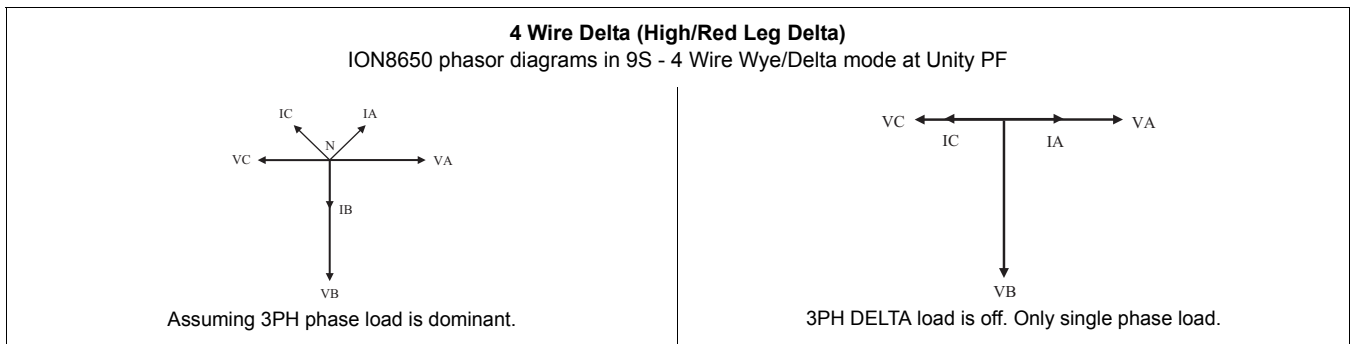 4 Wire Delta (High/Red Leg Delta)
ION8650 phasor diagrams in 9S - 4 Wire Wye/Delta mode at Unity PF
IC IA
N
VC VA
IB
VB
Assuming 3PH phase load is dominant.
VC VA
IC IA
VB
3PH DELTA load is off. Only single phase load.